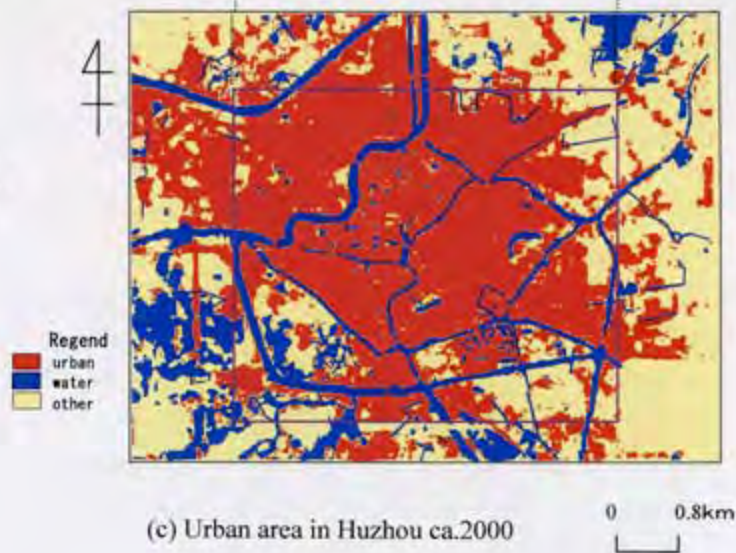 Regend
urban
water
other
(c) Urban area in Huzhou ca.2000
0 0.8km